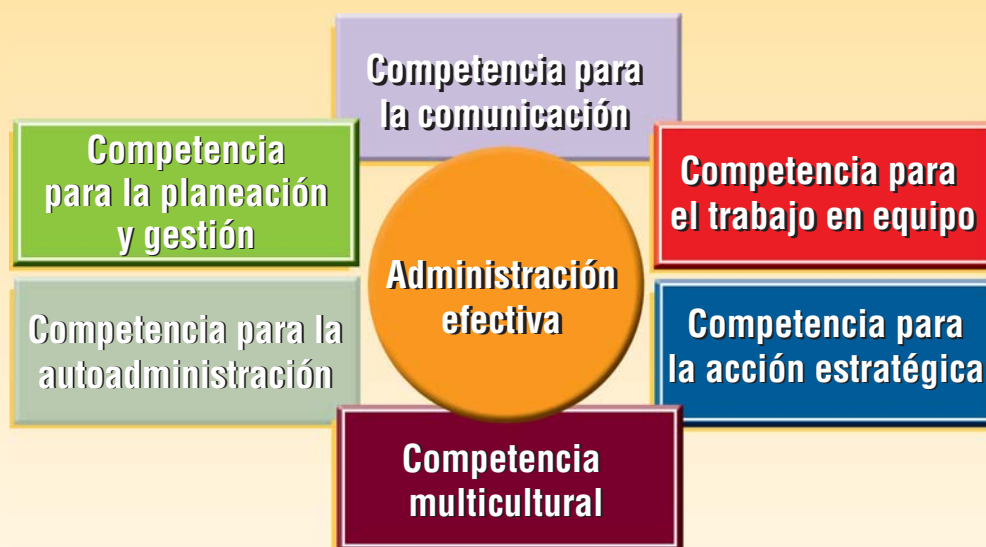 Competencia para
la comunicación
Competencia
para la planeación
y gestión
Competencia para
el trabajo en equipo
Administración
efectiva
Competencia para la
autoadministración
Competencia para
la acción estratégica
Competencia
multicultural